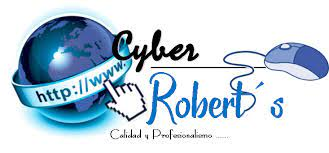 Cyber
http://www.
Robert´s
Calidad y Profesionalismo ......